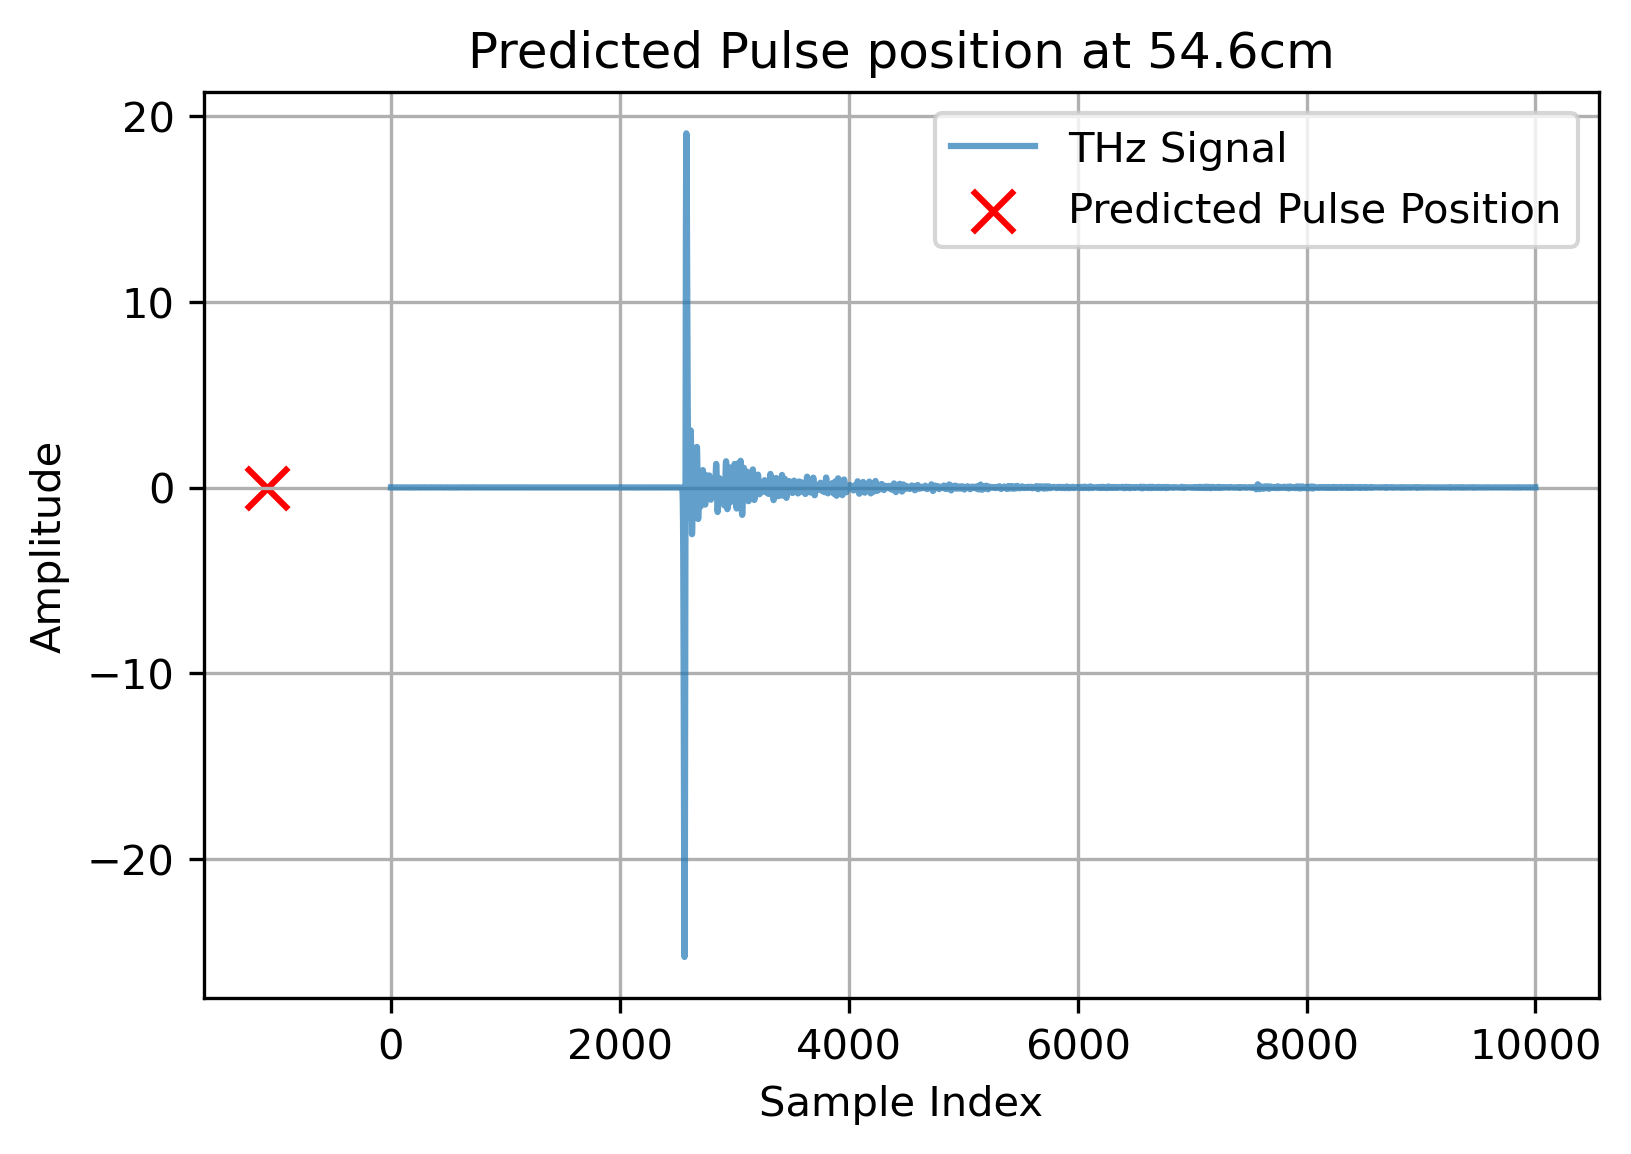 Predicted Pulse position at 54.6cm
THz Signal
Predicted Pulse Position
20
10
0
−10
−20
Amplitude
0 2000 4000 6000 8000 10000
Sample Index